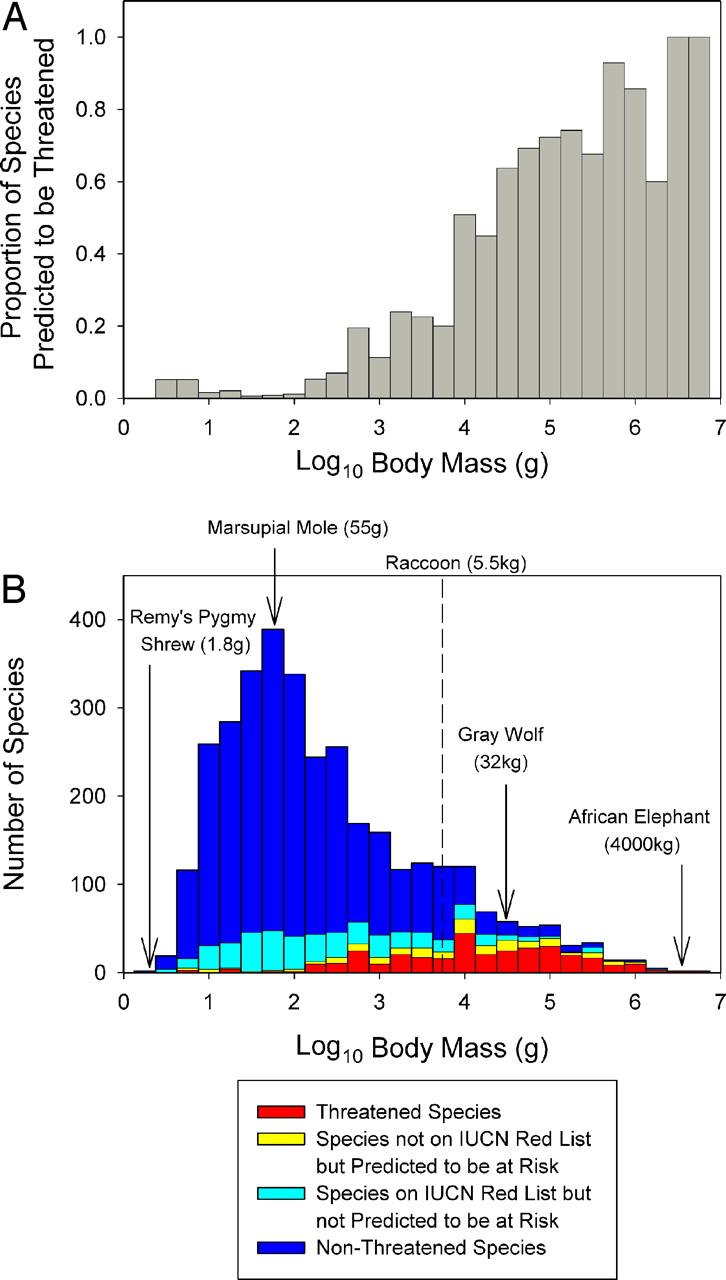 A
Proportion of Species
Predicted to be Threatened
1.0
0.8
0.6
0.4
0.2
0.0
0 1 2 3 4 5 6 7
Log10 Body Mass (g)
B
Number of Species
Marsupial Mole (55g)
Raccoon (5.5kg)
Remy's Pygmy
Shrew (1.8g)
Gray Wolf
(32kg)
African Elephant
(4000kg)
400
300
200
100
0
0 1 2 3 4 5 6 7
Log10 Body Mass (g)
Threatened Species
Species not on IUCN Red List
but Predicted to be at Risk
Species on IUCN Red List but
not Predicted to be at Risk
Non-Threatened Species